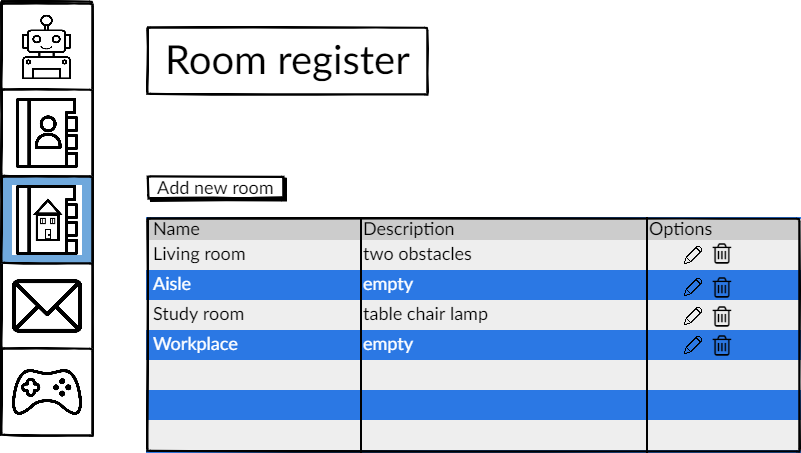 Room register
Add new room
Name Description Options
Living room two obstacles
Aisle empty
Study room table chair lamp
Workplace empty